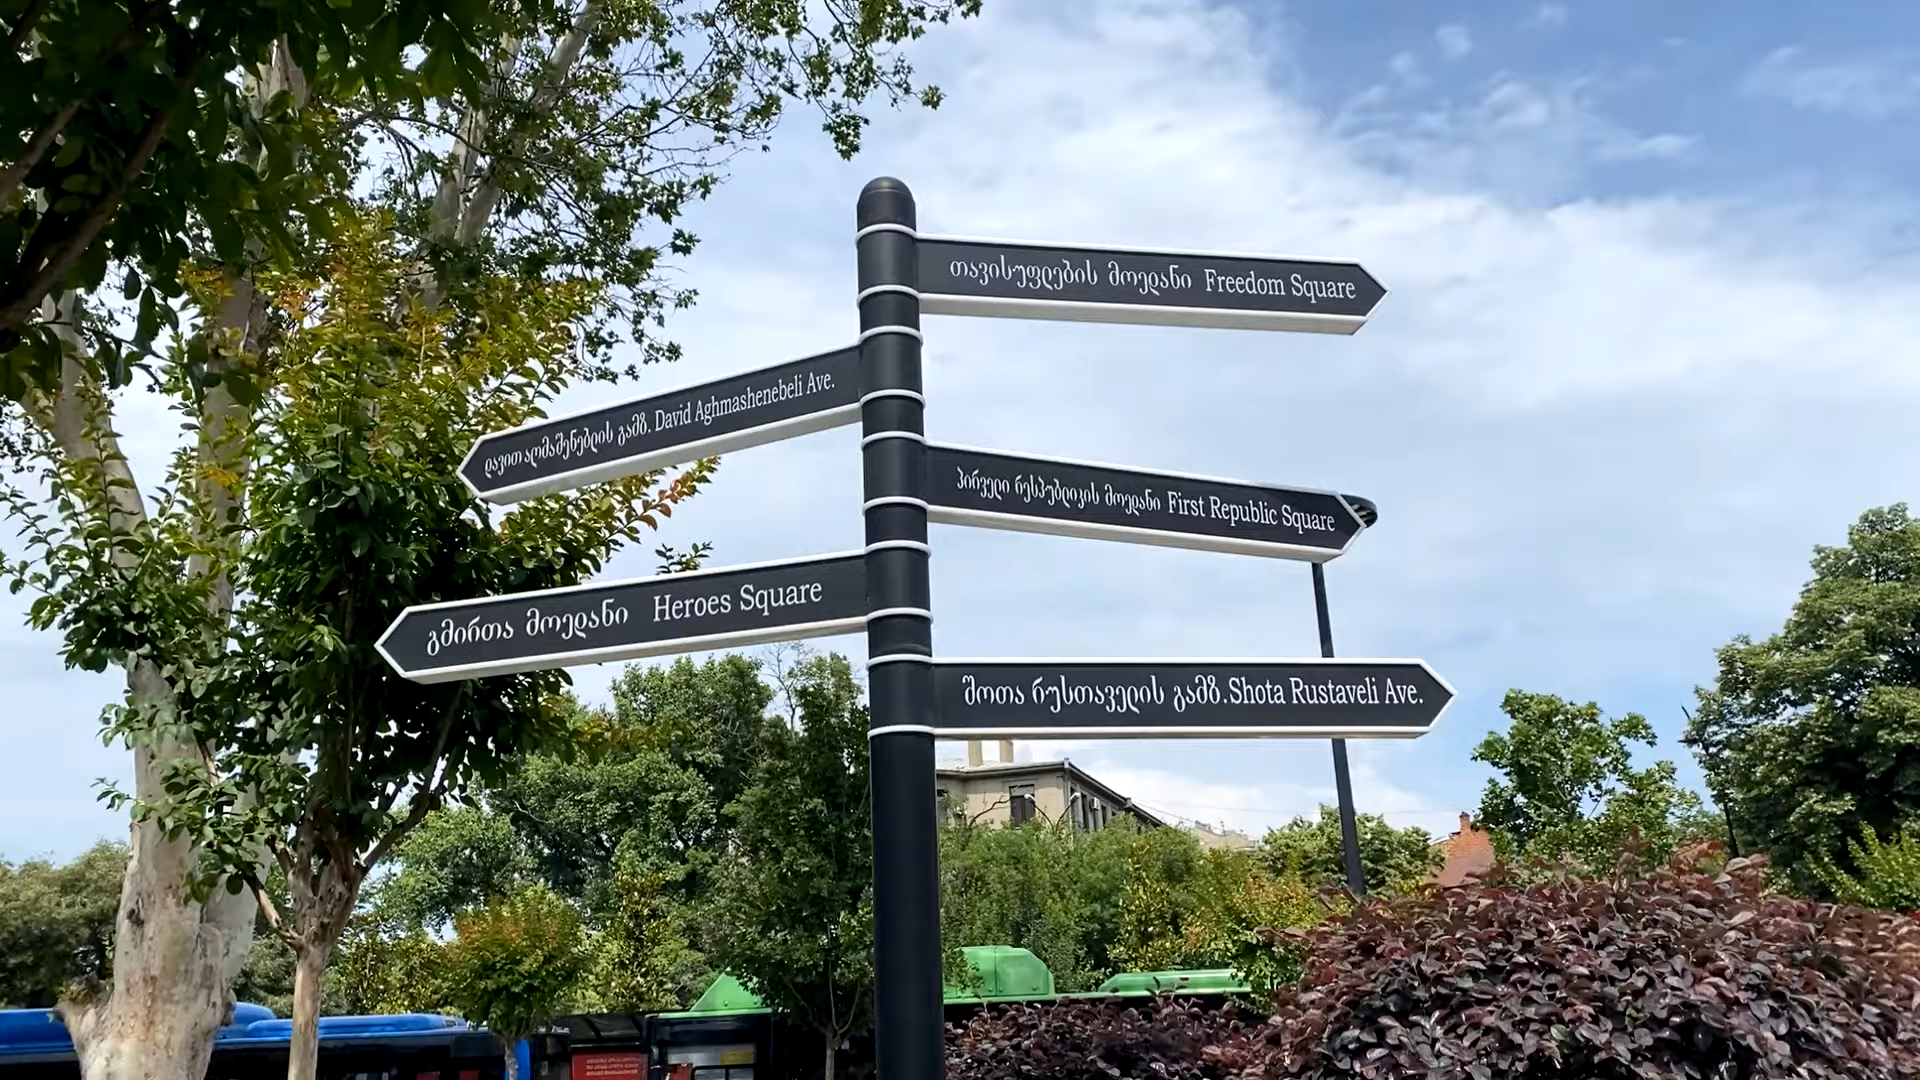 თავისუფლების მოედანი Freedom Square
დავით აღმაშენებლის გამზ. David Aghmashenebeli Ave.
პირველი რესპუბლიკის მოედანი First Republic Square
გმირთა მოედანი Heroes Square
შოთა რუსთაველის გამზ.Shota Rustaveli Ave.